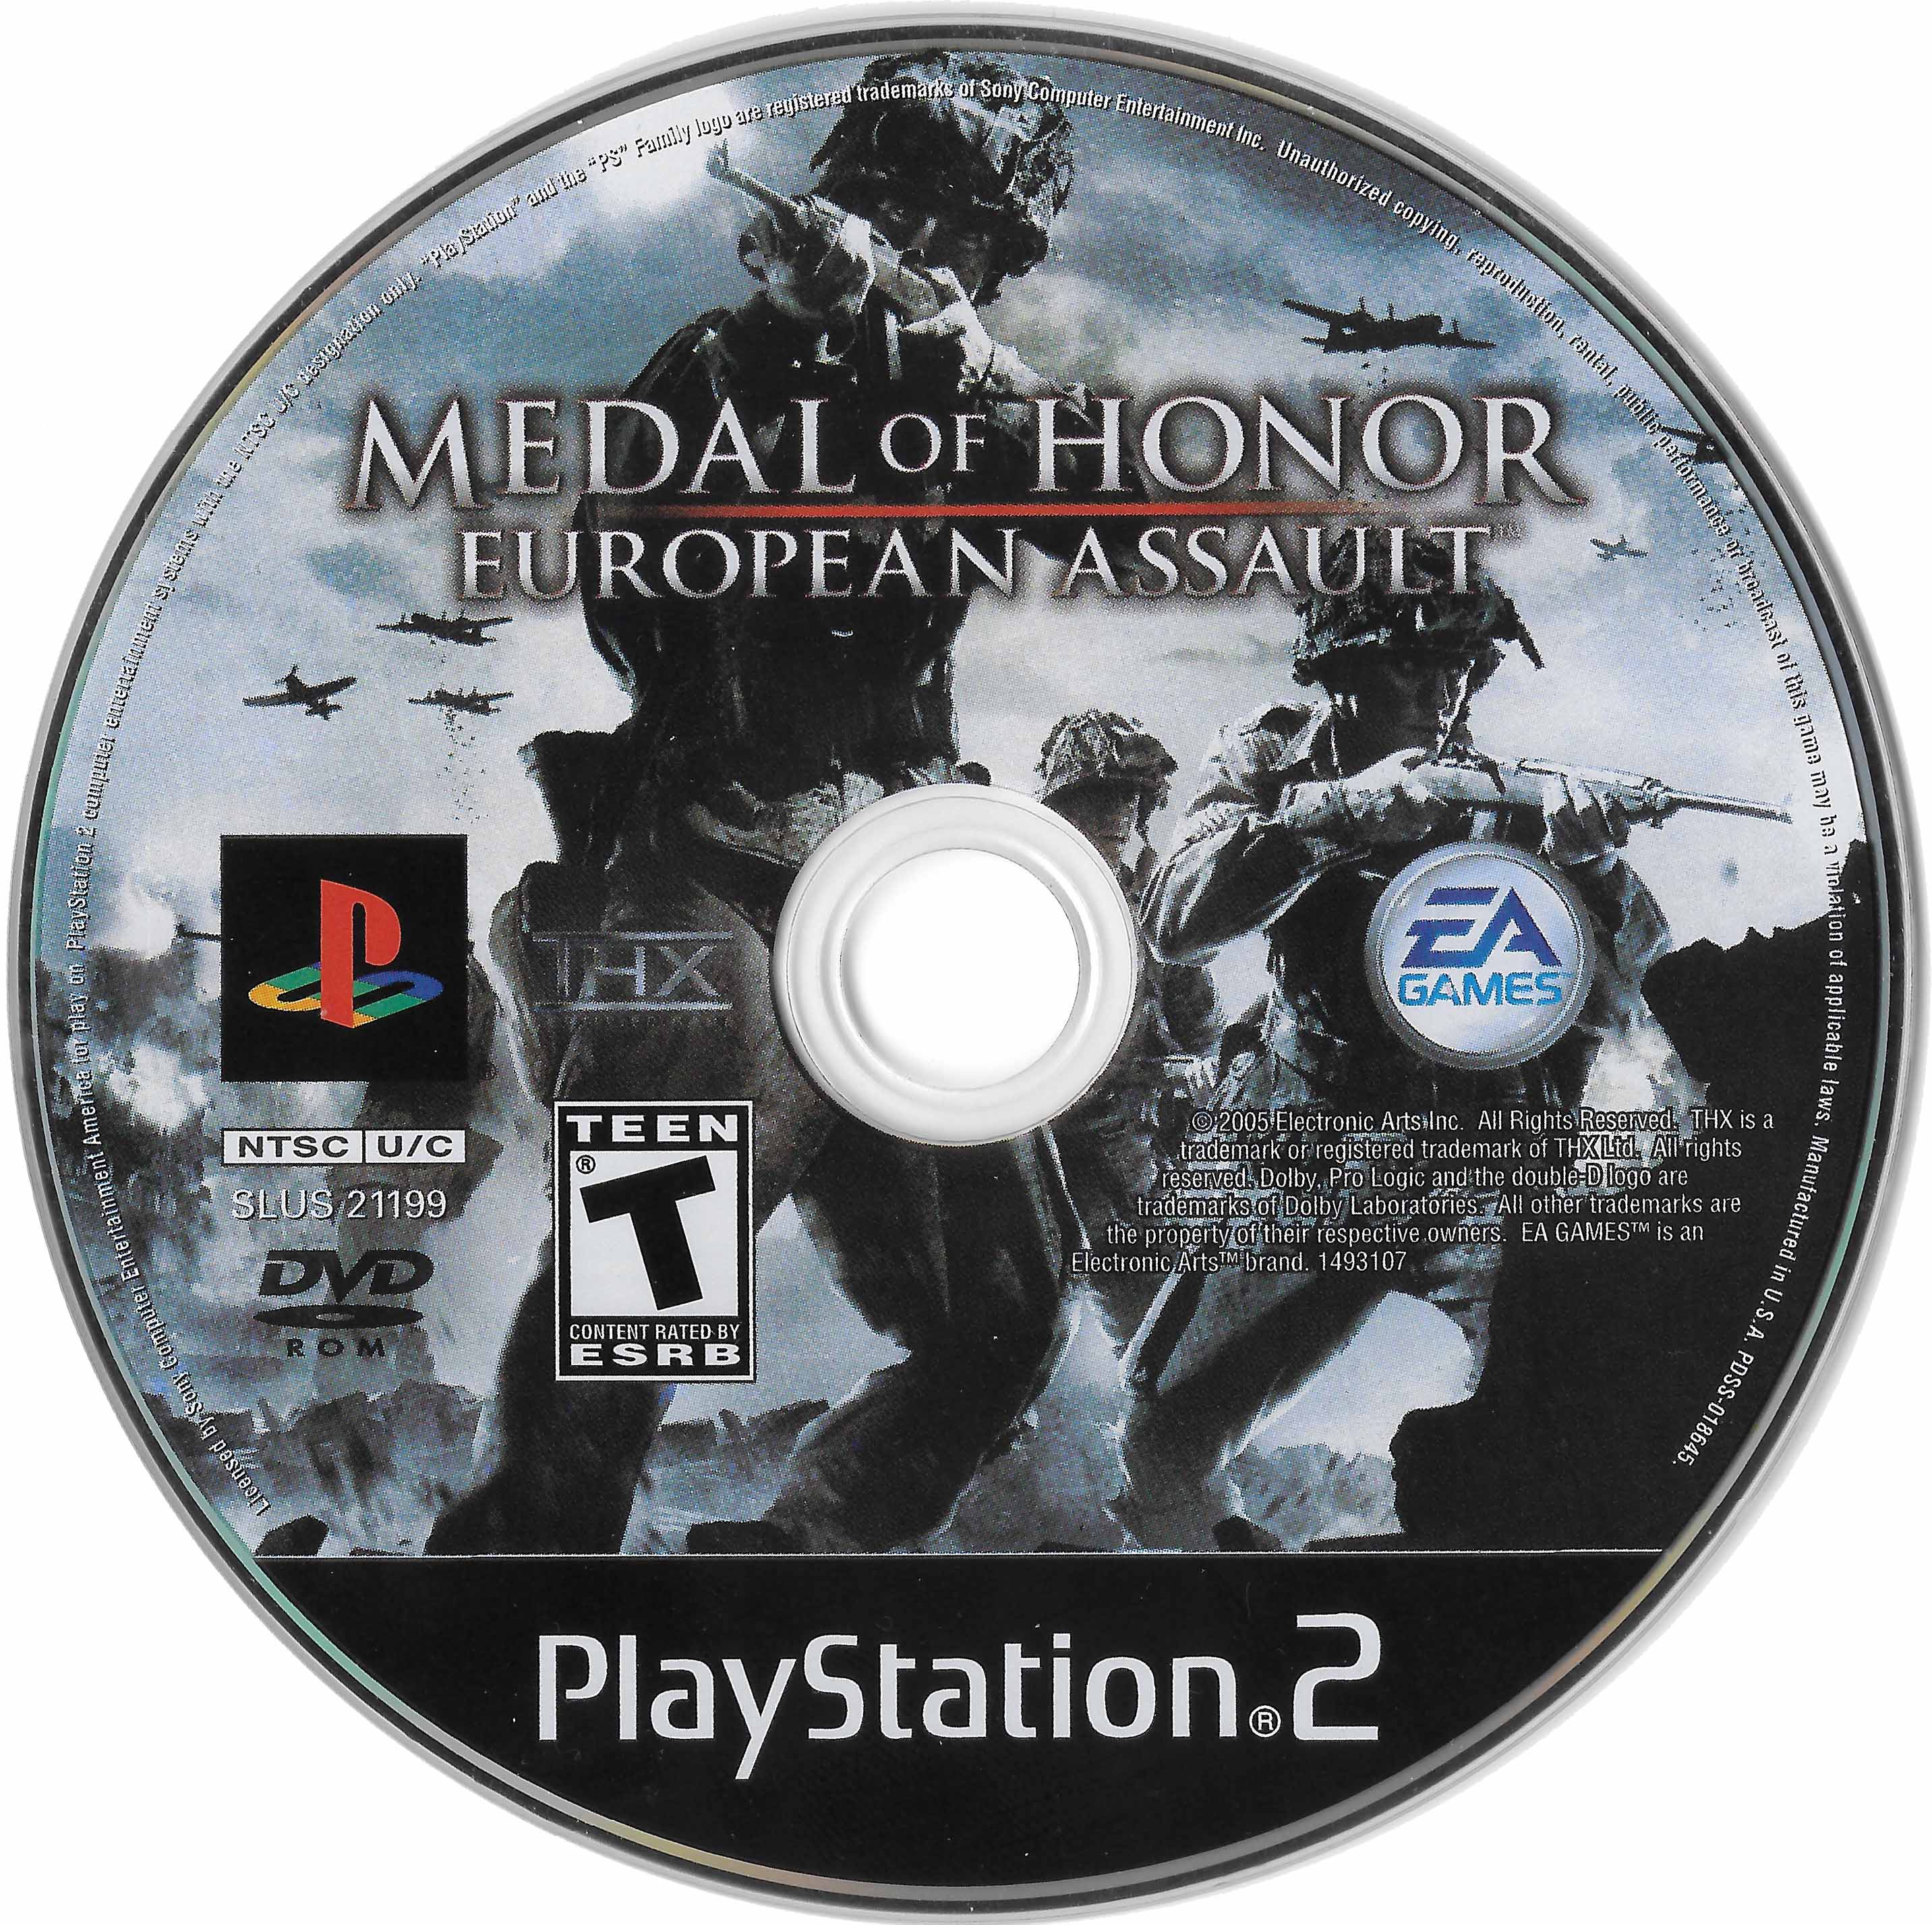 Licensed by Sony Computer Entertainment America for play on PlayStation 2 computer entertainment systems with the NTSC U/C designation only. "PlayStation" and the "PS" Family logo are registered trademarks of Sony Computer Entertainment Inc. Unauthorized copying, reproduction, rental, public performance or broadcast of this game may be a violation of applicable laws. Manufactured in U.S.A. PDSS-018645.
MEDAL OF HONOR
EUROPEAN ASSAULT
THX
EA
GAMES
NTSC U/C
SLUS 21199
DVD
ROM
TEEN
®
T
CONTENT RATED BY
ESRB
© 2005 Electronic Arts Inc. All Rights Reserved. THX is a
trademark or registered trademark of THX Ltd. All rights
reserved. Dolby, Pro Logic and the double-D logo are
trademarks of Dolby Laboratories. All other trademarks are
the property of their respective owners. EA GAMES™ is an
Electronic Arts™ brand. 1493107
PlayStation®2